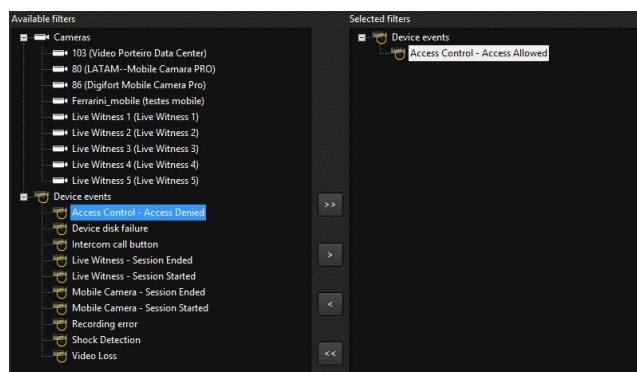 Available filters
Cameras
103 (Video Porteiro Data Center)
80 (LATAM--Mobile Camara PRO)
86 (Digifort Mobile Camera Pro)
Ferrarini_mobile (testes mobile)
Live Witness 1 (Live Witness 1)
Live Witness 2 (Live Witness 2)
Live Witness 3 (Live Witness 3)
Live Witness 4 (Live Witness 4)
Live Witness 5 (Live Witness 5)
Device events
Access Control - Access Denied
Device disk failure
Intercom call button
Live Witness - Session Ended
Live Witness - Session Started
Mobile Camera - Session Ended
Mobile Camera - Session Started
Recording error
Shock Detection
Video Loss
>>
>
<
<<
Selected filters
Device events
Access Control - Access Allowed